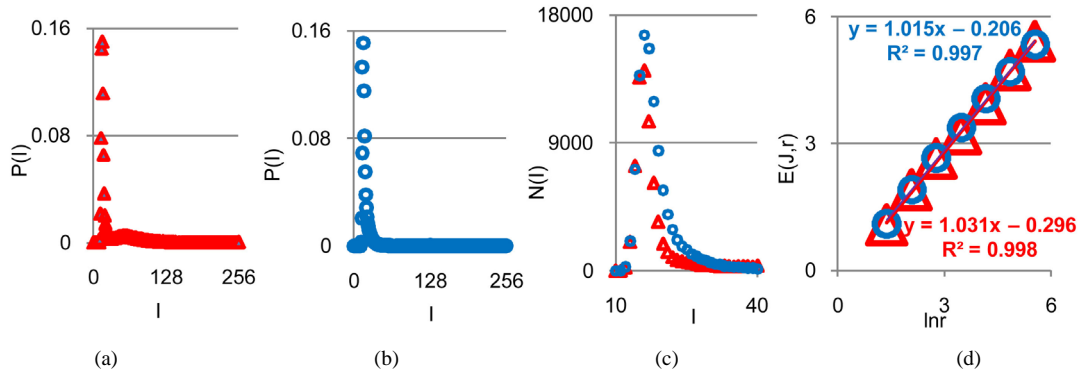 0.16
0.08
0
P(I)
0
128
256
I
(a)
0.16
0.08
0
P(I)
0
128
256
I
(b)
18000
9000
0
N(I)
10
40
I
(c)
6
3
0
E(J,r)
y = 1.015x – 0.206
R² = 0.997
y = 1.031x – 0.296
R² = 0.998
0
3
6
lnr
(d)